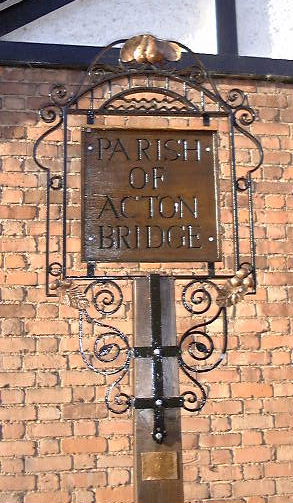 PARISH
OF
ACTON
BRIDGE